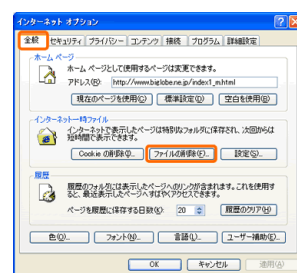 インターネット オプション
全般 セキュリティ プライバシー コンテンツ 接続 プログラム 詳細設定
ホーム ページ
ホーム ページとして使用するページは変更できます。
アドレス(R): http://www.biglobe.ne.jp/index1_m.html
現在のページを使用(C) 標準設定(D) 空白を使用(B)
インターネット一時ファイル
インターネットで表示したページは特別なフォルダに保存され、次回からは
短時間で表示できます。
Cookie の削除(I)... ファイルの削除(F)... 設定(S)...
履歴
履歴のフォルダには表示したページへのリンクが含まれます。これを使用す
ると、最近表示したページへすばやくアクセスできます。
ページを履歴に保存する日数(K): 20 履歴のクリア(H)
色(O)... フォント(N)... 言語(L)... ユーザー補助(E)...
OK キャンセル 適用(A)